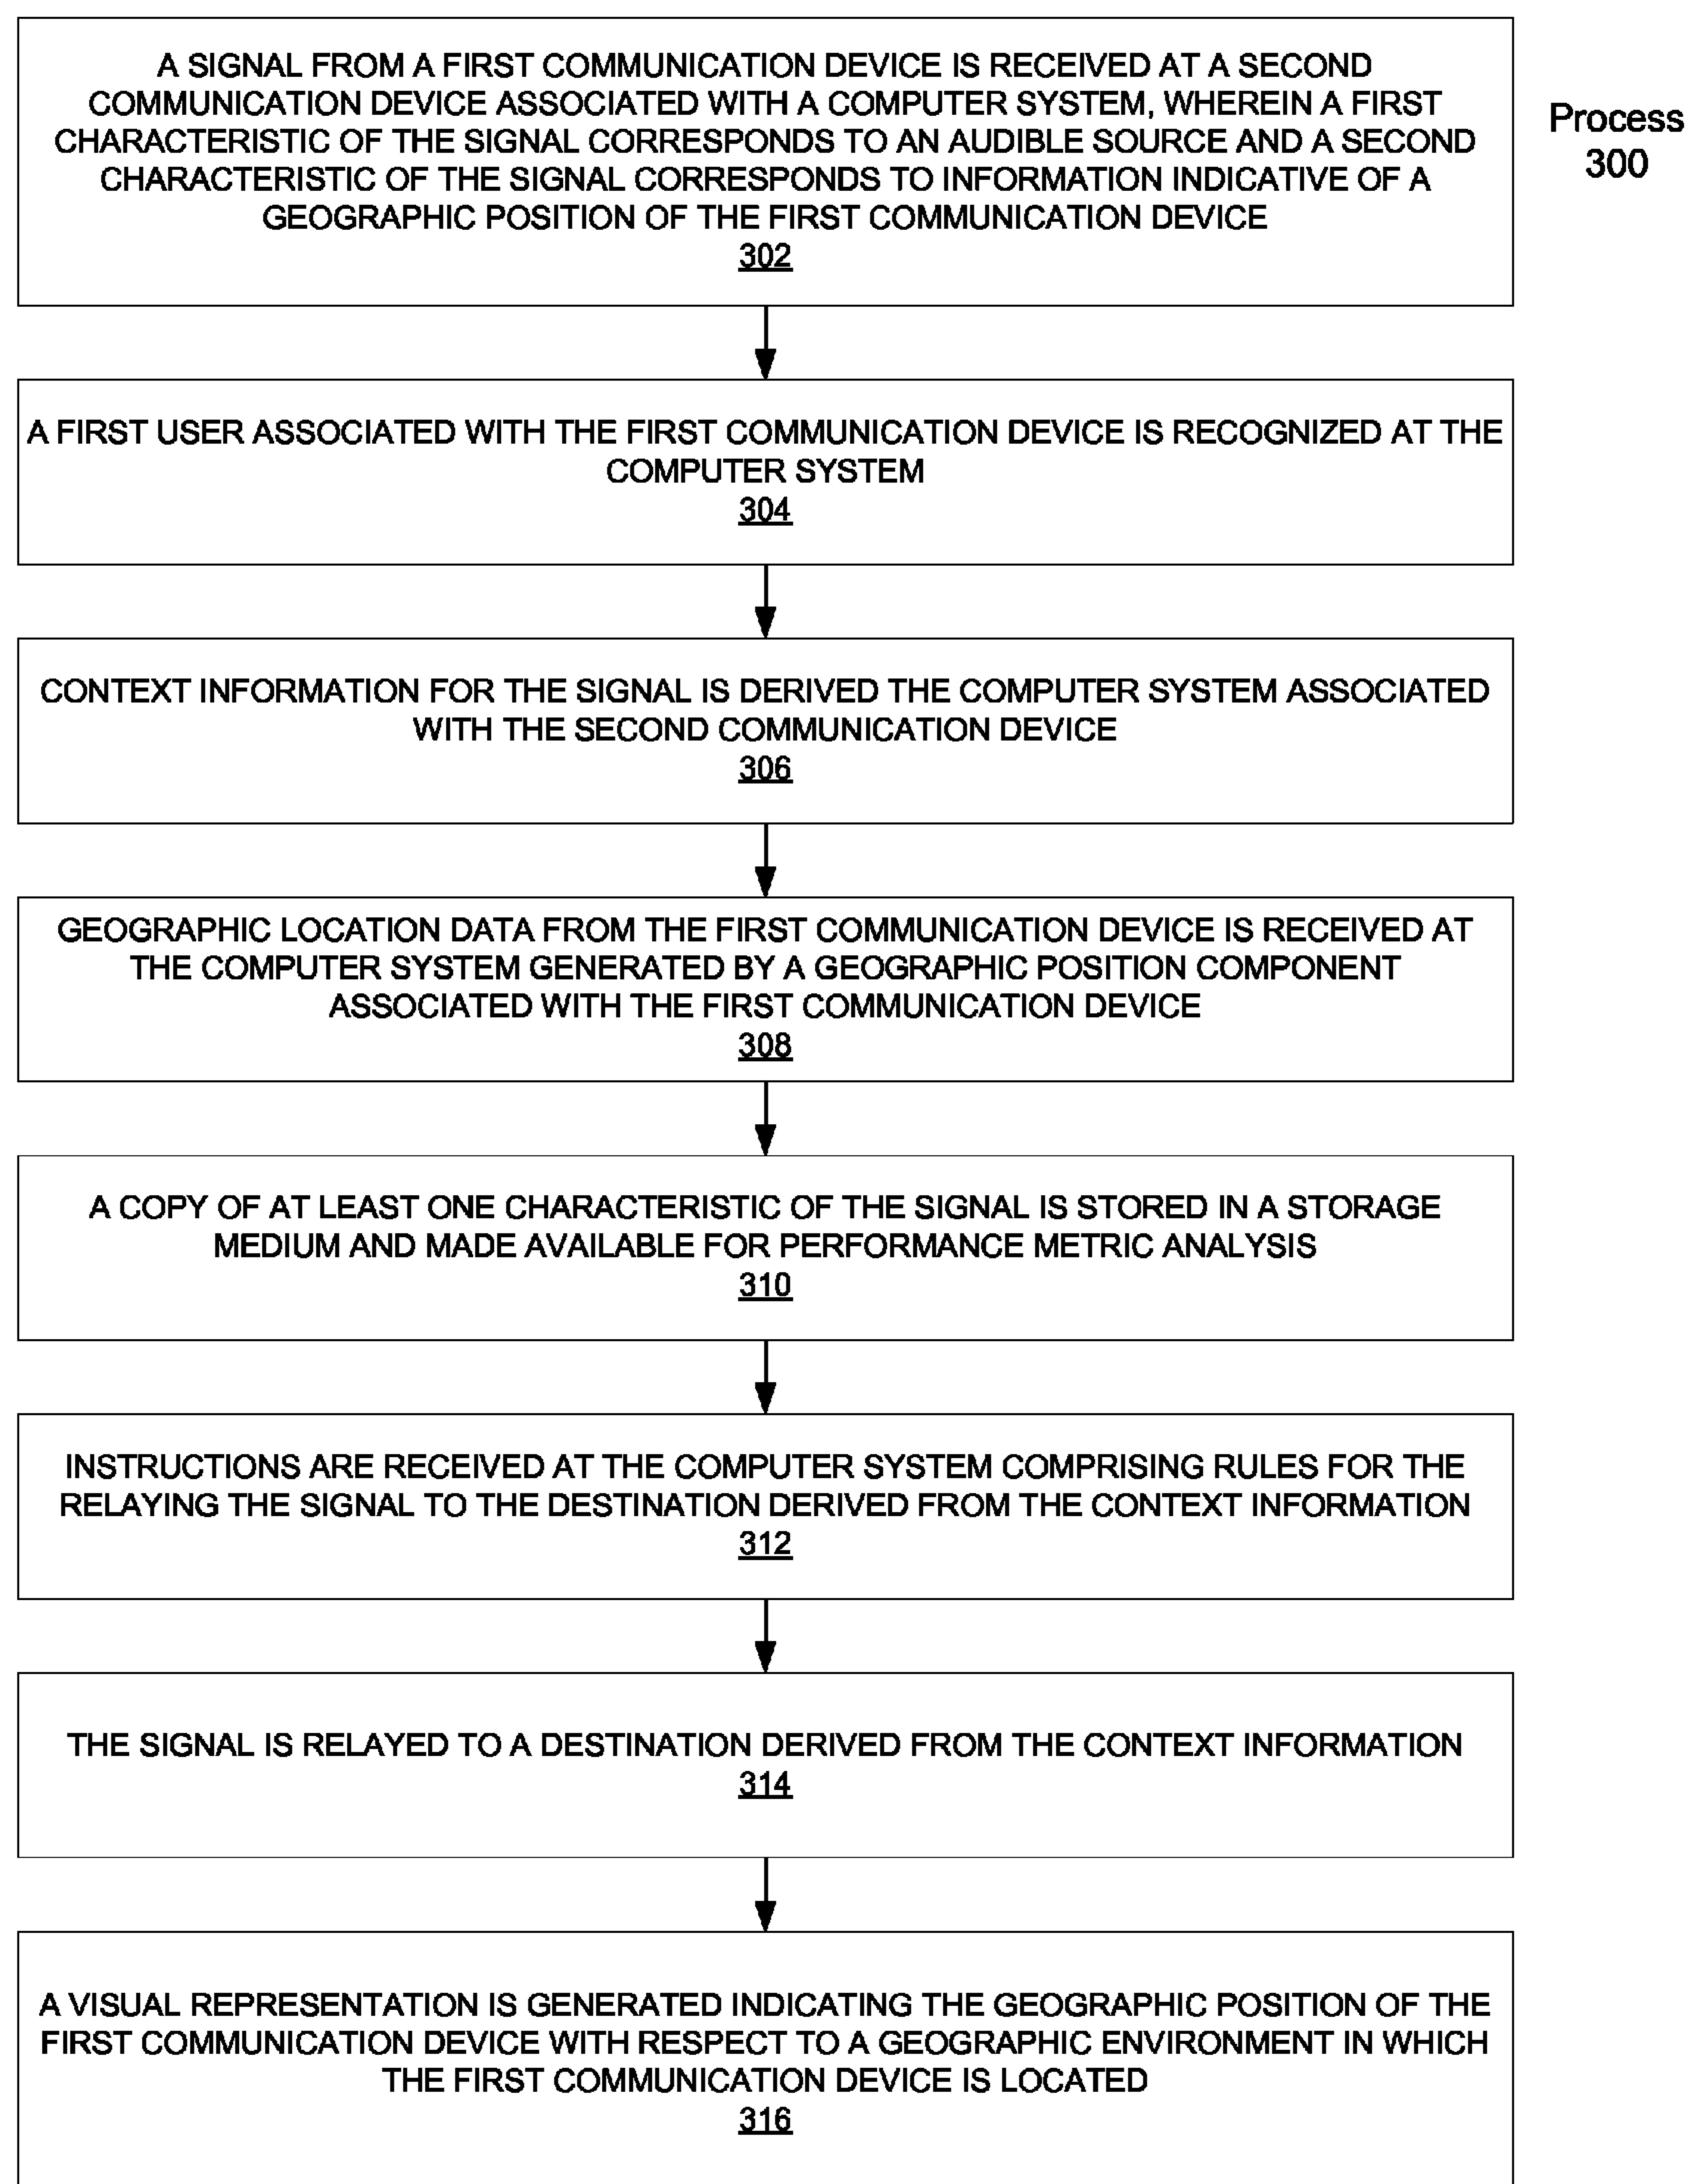 A SIGNAL FROM A FIRST COMMUNICATION DEVICE IS RECEIVED AT A SECOND
COMMUNICATION DEVICE ASSOCIATED WITH A COMPUTER SYSTEM, WHEREIN A FIRST
CHARACTERISTIC OF THE SIGNAL CORRESPONDS TO AN AUDIBLE SOURCE AND A SECOND
CHARACTERISTIC OF THE SIGNAL CORRESPONDS TO INFORMATION INDICATIVE OF A
GEOGRAPHIC POSITION OF THE FIRST COMMUNICATION DEVICE
302
Process
300
A FIRST USER ASSOCIATED WITH THE FIRST COMMUNICATION DEVICE IS RECOGNIZED AT THE
COMPUTER SYSTEM
304
CONTEXT INFORMATION FOR THE SIGNAL IS DERIVED THE COMPUTER SYSTEM ASSOCIATED
WITH THE SECOND COMMUNICATION DEVICE
306
GEOGRAPHIC LOCATION DATA FROM THE FIRST COMMUNICATION DEVICE IS RECEIVED AT
THE COMPUTER SYSTEM GENERATED BY A GEOGRAPHIC POSITION COMPONENT
ASSOCIATED WITH THE FIRST COMMUNICATION DEVICE
308
A COPY OF AT LEAST ONE CHARACTERISTIC OF THE SIGNAL IS STORED IN A STORAGE
MEDIUM AND MADE AVAILABLE FOR PERFORMANCE METRIC ANALYSIS
310
INSTRUCTIONS ARE RECEIVED AT THE COMPUTER SYSTEM COMPRISING RULES FOR THE
RELAYING THE SIGNAL TO THE DESTINATION DERIVED FROM THE CONTEXT INFORMATION
312
THE SIGNAL IS RELAYED TO A DESTINATION DERIVED FROM THE CONTEXT INFORMATION
314
A VISUAL REPRESENTATION IS GENERATED INDICATING THE GEOGRAPHIC POSITION OF THE
FIRST COMMUNICATION DEVICE WITH RESPECT TO A GEOGRAPHIC ENVIRONMENT IN WHICH
THE FIRST COMMUNICATION DEVICE IS LOCATED
316